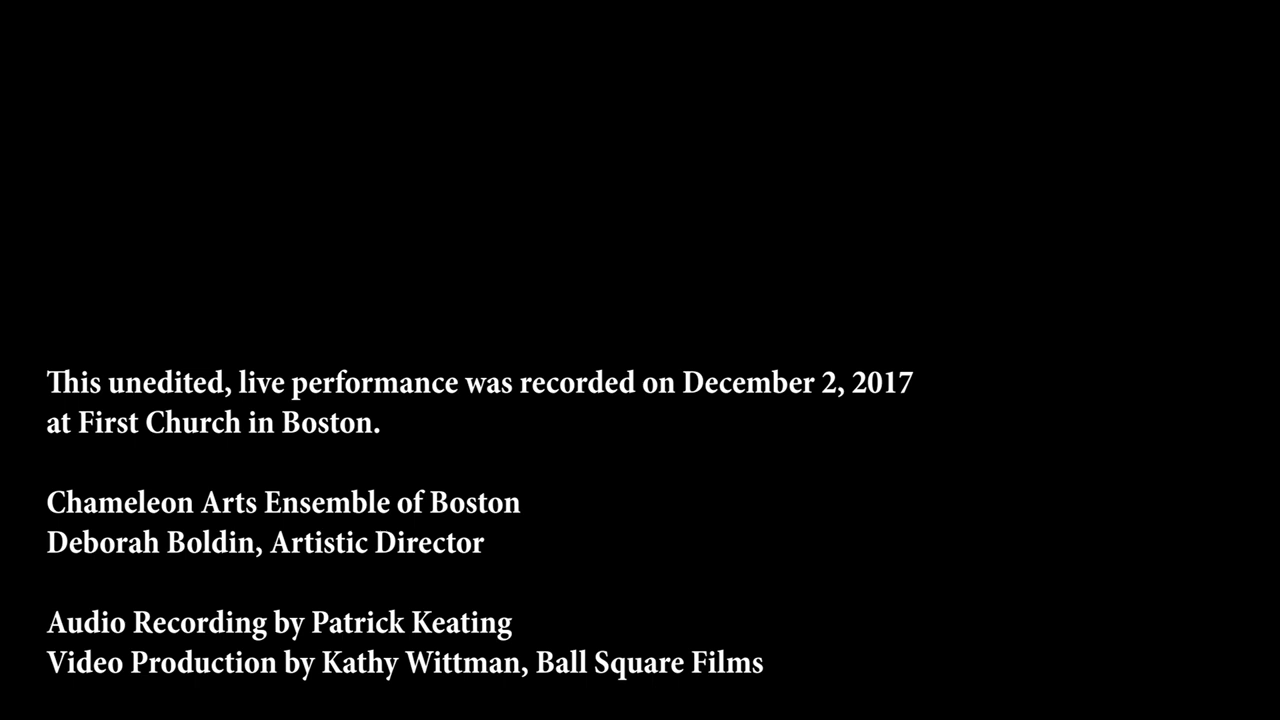 This unedited, live performance was recorded on December 2, 2017
at First Church in Boston.
Chameleon Arts Ensemble of Boston
Deborah Boldin, Artistic Director
Audio Recording by Patrick Keating
Video Production by Kathy Wittman, Ball Square Films